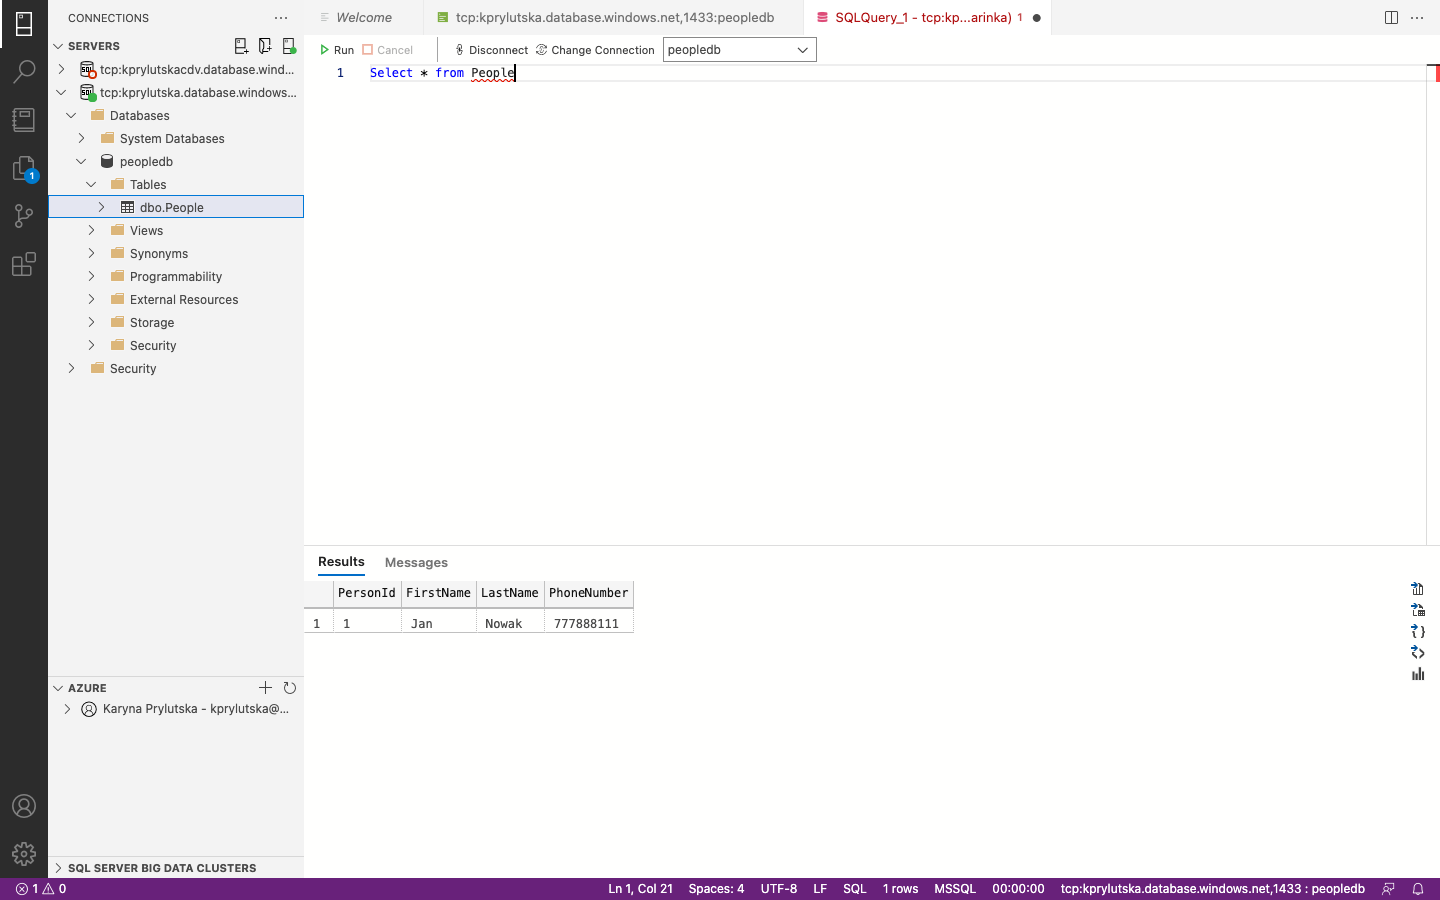 CONNECTIONS
SERVERS
tcp:kprylutskacdv.database.wind...
tcp:kprylutska.database.windows...
Databases
System Databases
peopledb
Tables
dbo.People
Views
Synonyms
Programmability
External Resources
Storage
Security
Security
AZURE
Karyna Prylutska - kprylutska@...
SQL SERVER BIG DATA CLUSTERS
1
Welcome
tcp:kprylutska.database.windows.net,1433:peopledb
SQLQuery_1 - tcp:kp...arinka) 1
Run Cancel Disconnect Change Connection peopledb
1 Select * from People
Results Messages
PersonId FirstName LastName PhoneNumber
1 1 Jan Nowak 777888111
1 0 Ln 1, Col 21 Spaces: 4 UTF-8 LF SQL 1 rows MSSQL 00:00:00 tcp:kprylutska.database.windows.net,1433 : peopledb